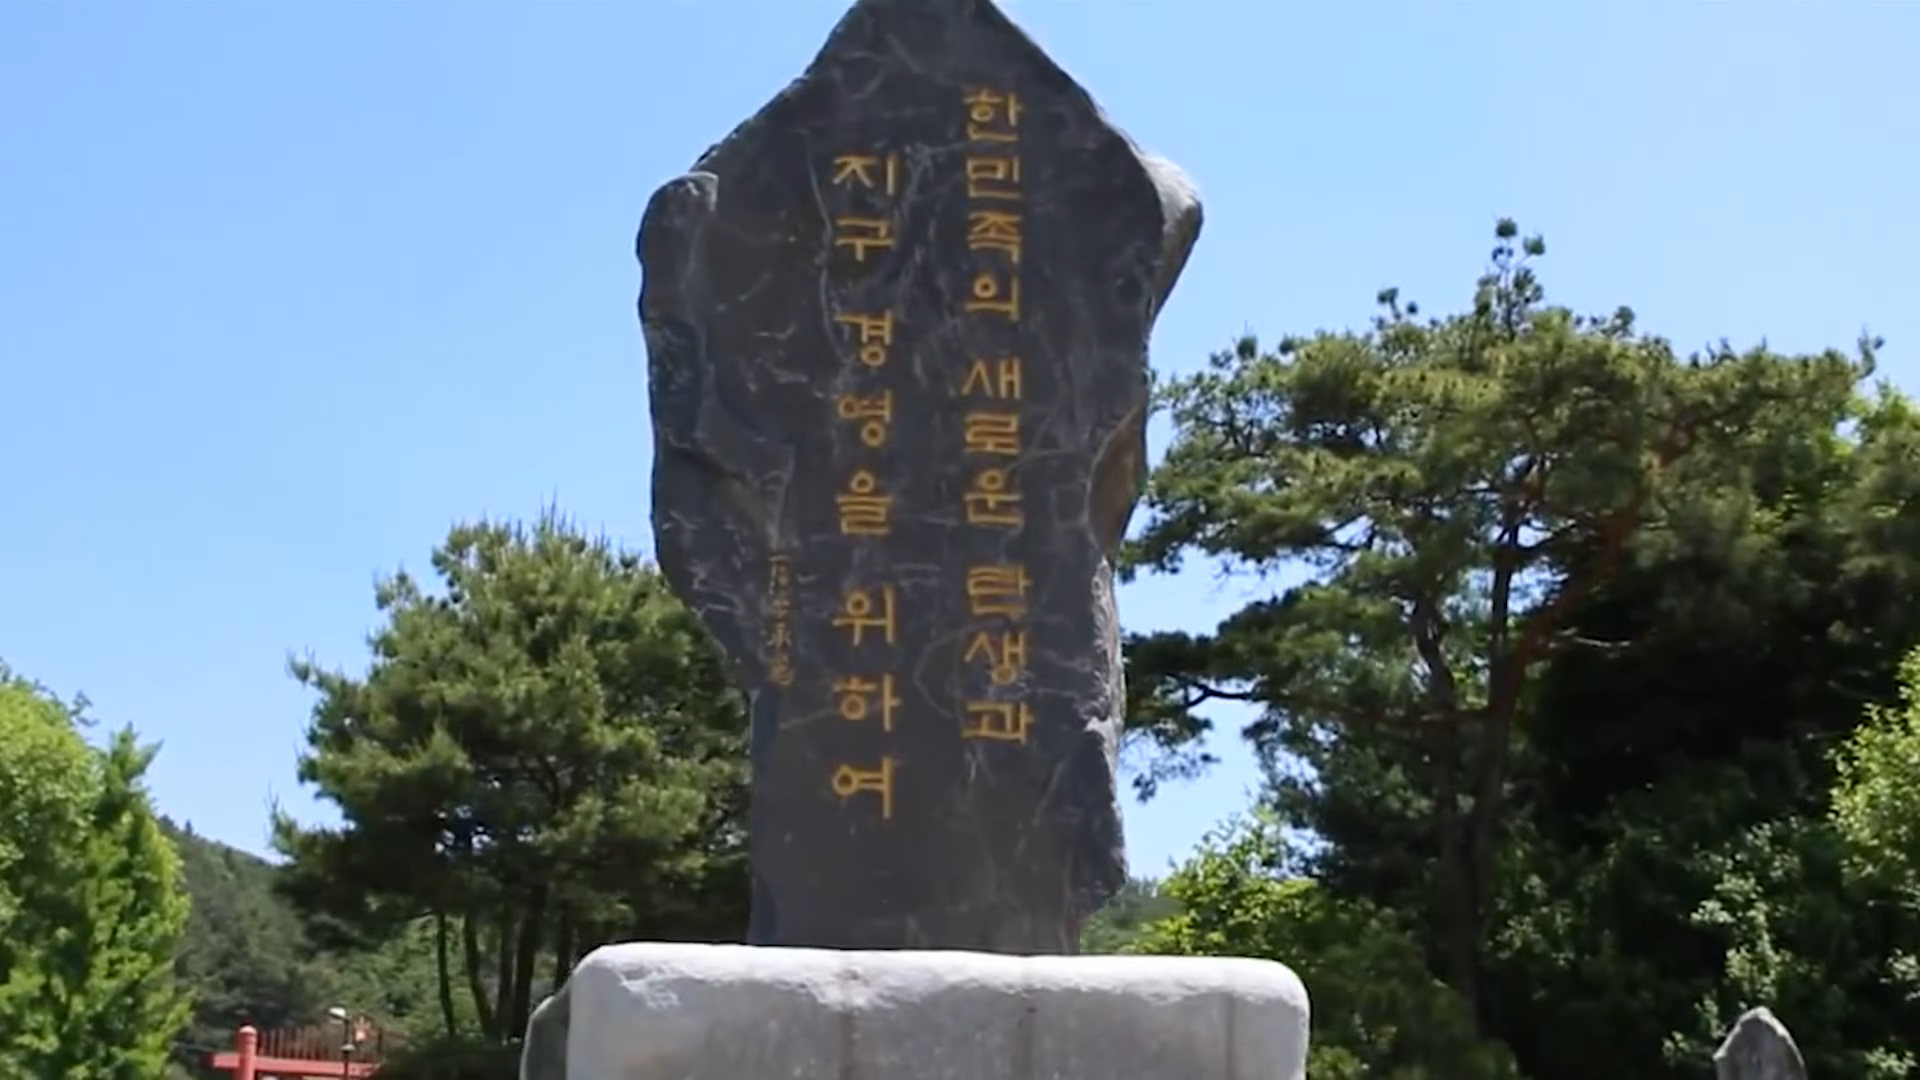 한민족의 새로운 탄생과
지구 경영을 위하여